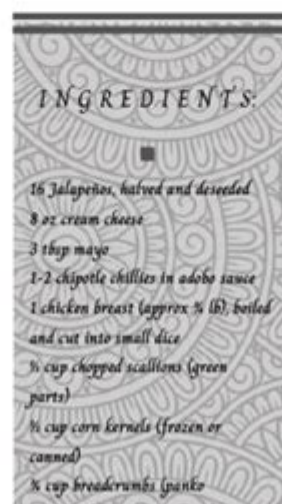 INGREDIENTS:
16 Jalapeños, halved and deseeded
8 oz cream cheese
3 tbsp mayo
1-2 chipotle chillies in adobo sauce
1 chicken breast (approx lb), boiled
and cut into small dice
cup chopped scallions (green
parts)
cup corn kernels (frozen or
canned)
cup breadcrumbs (panko